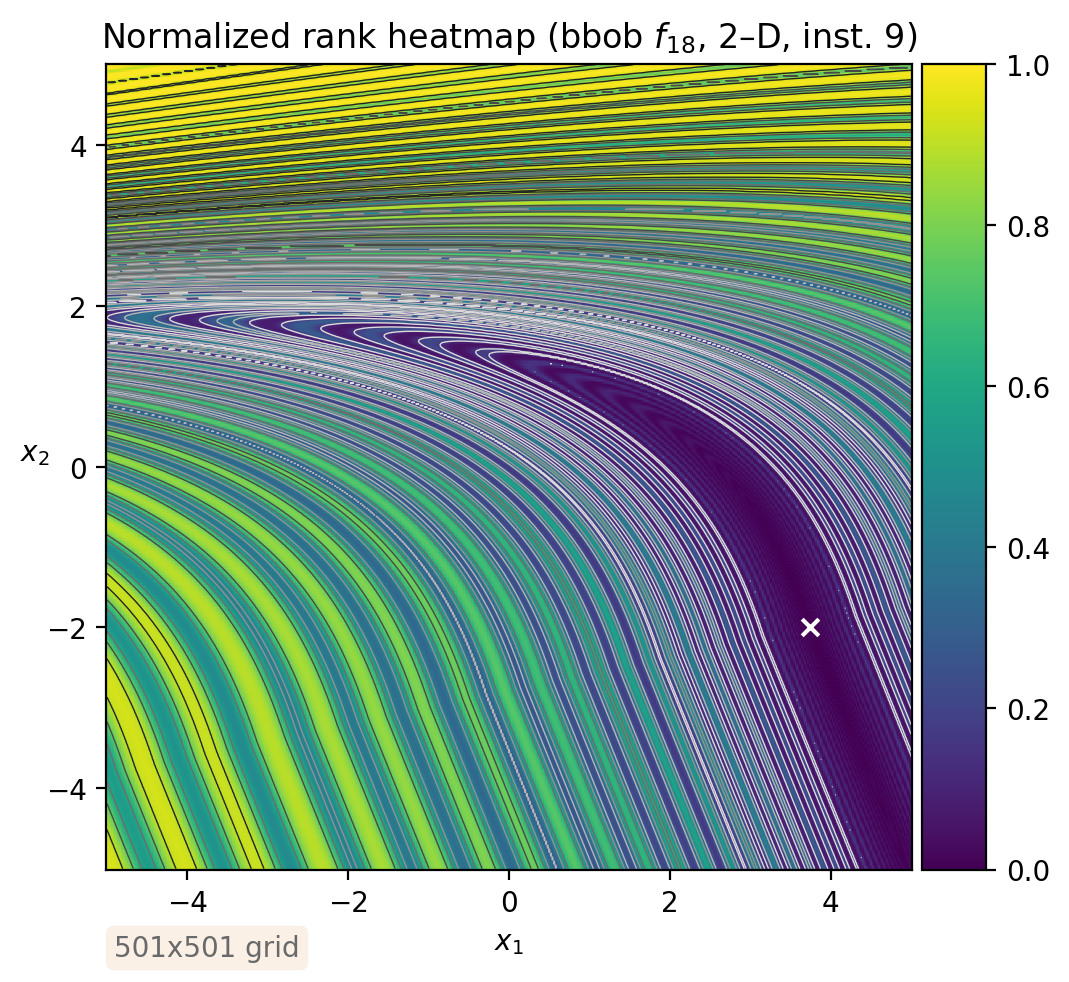 Normalized rank heatmap (bbob f₁₈, 2–D, inst. 9)
1.0
0.8
0.6
0.4
0.2
0.0
4
2
0
−2
−4
x₂
−4 −2 0 2 4
x₁
501x501 grid